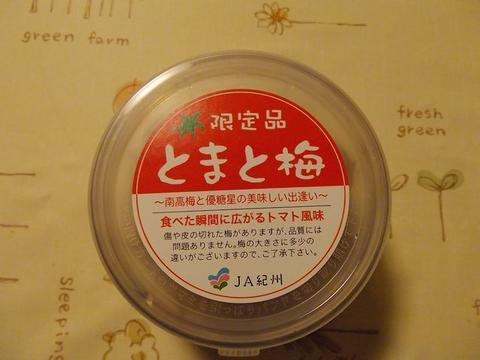 green farm
限定品
とまと梅
～南高梅と優糖星の美味しい出逢い～
食べた瞬間に広がるトマト風味
傷や皮の切れた梅がありますが、品質には
問題ありません。梅の大きさに多少の
違いがございますので、ご了承下さい。
JA紀州
fresh
green
Sleeping